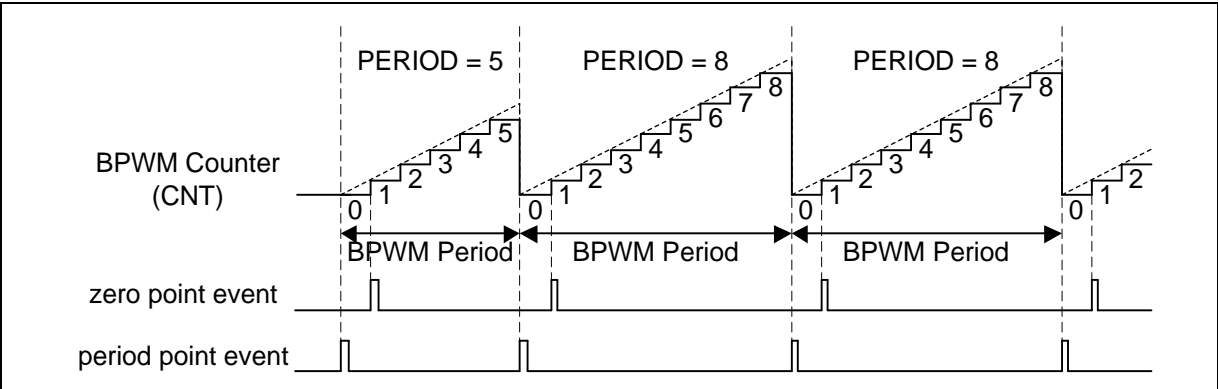 PERIOD = 5 PERIOD = 8 PERIOD = 8
BPWM Counter
(CNT)
0 1 2 3 4 5 0 1 2 3 4 5 6 7 8 0 1 2 3 4 5 6 7 8 0 1 2
BPWM Period BPWM Period BPWM Period
zero point event
period point event